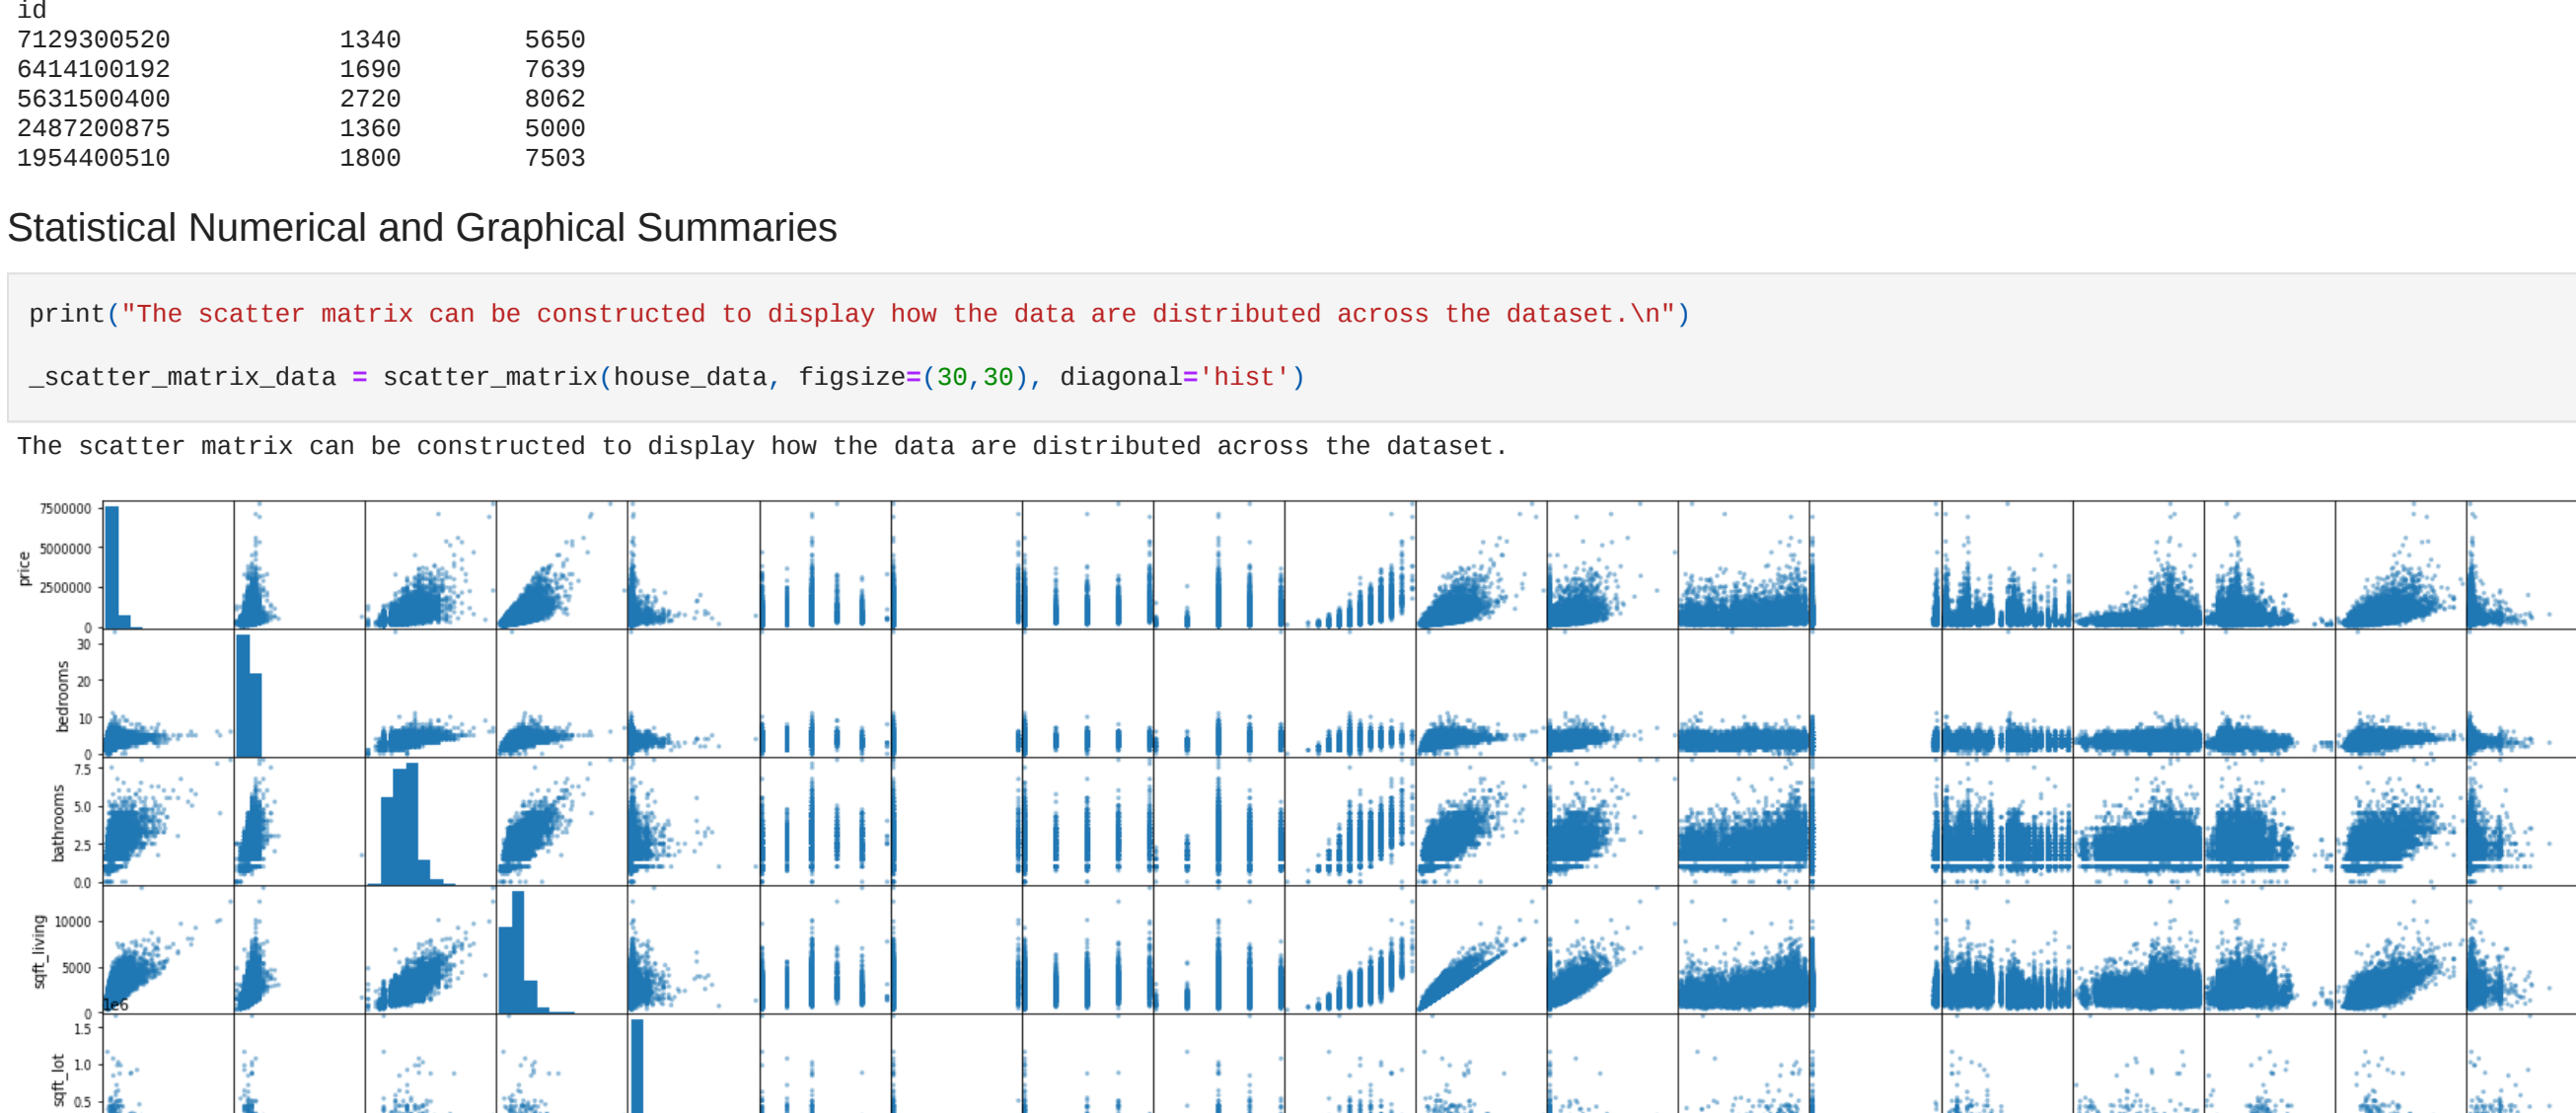 id
7129300520 1340 5650
6414100192 1690 7639
5631500400 2720 8062
2487200875 1360 5000
1954400510 1800 7503
Statistical Numerical and Graphical Summaries
print("The scatter matrix can be constructed to display how the data are distributed across the dataset.\n")
_scatter_matrix_data = scatter_matrix(house_data, figsize=(30,30), diagonal='hist')
The scatter matrix can be constructed to display how the data are distributed across the dataset.
7500000
5000000
2500000
0
price
30
20
10
0
bedrooms
7.5
5.0
2.5
0.0
bathrooms
10000
5000
0
sqft_living
1e6
1.5
1.0
0.5
sqft_lot